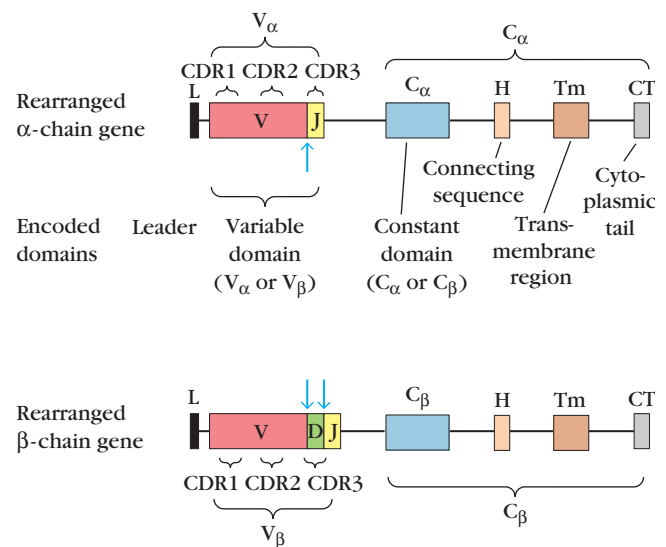 Vα
Cα
CDR1 CDR2 CDR3
L
Cα H Tm CT
Rearranged
α-chain gene
V J
Connecting
sequence
Cyto-
plasmic
tail
Encoded
domains
Leader
Variable
domain
(Vα or Vβ)
Constant
domain
(Cα or Cβ)
Trans-
membrane
region
L
Cβ H Tm CT
Rearranged
β-chain gene
V D J
CDR1 CDR2 CDR3
Vβ
Cβ